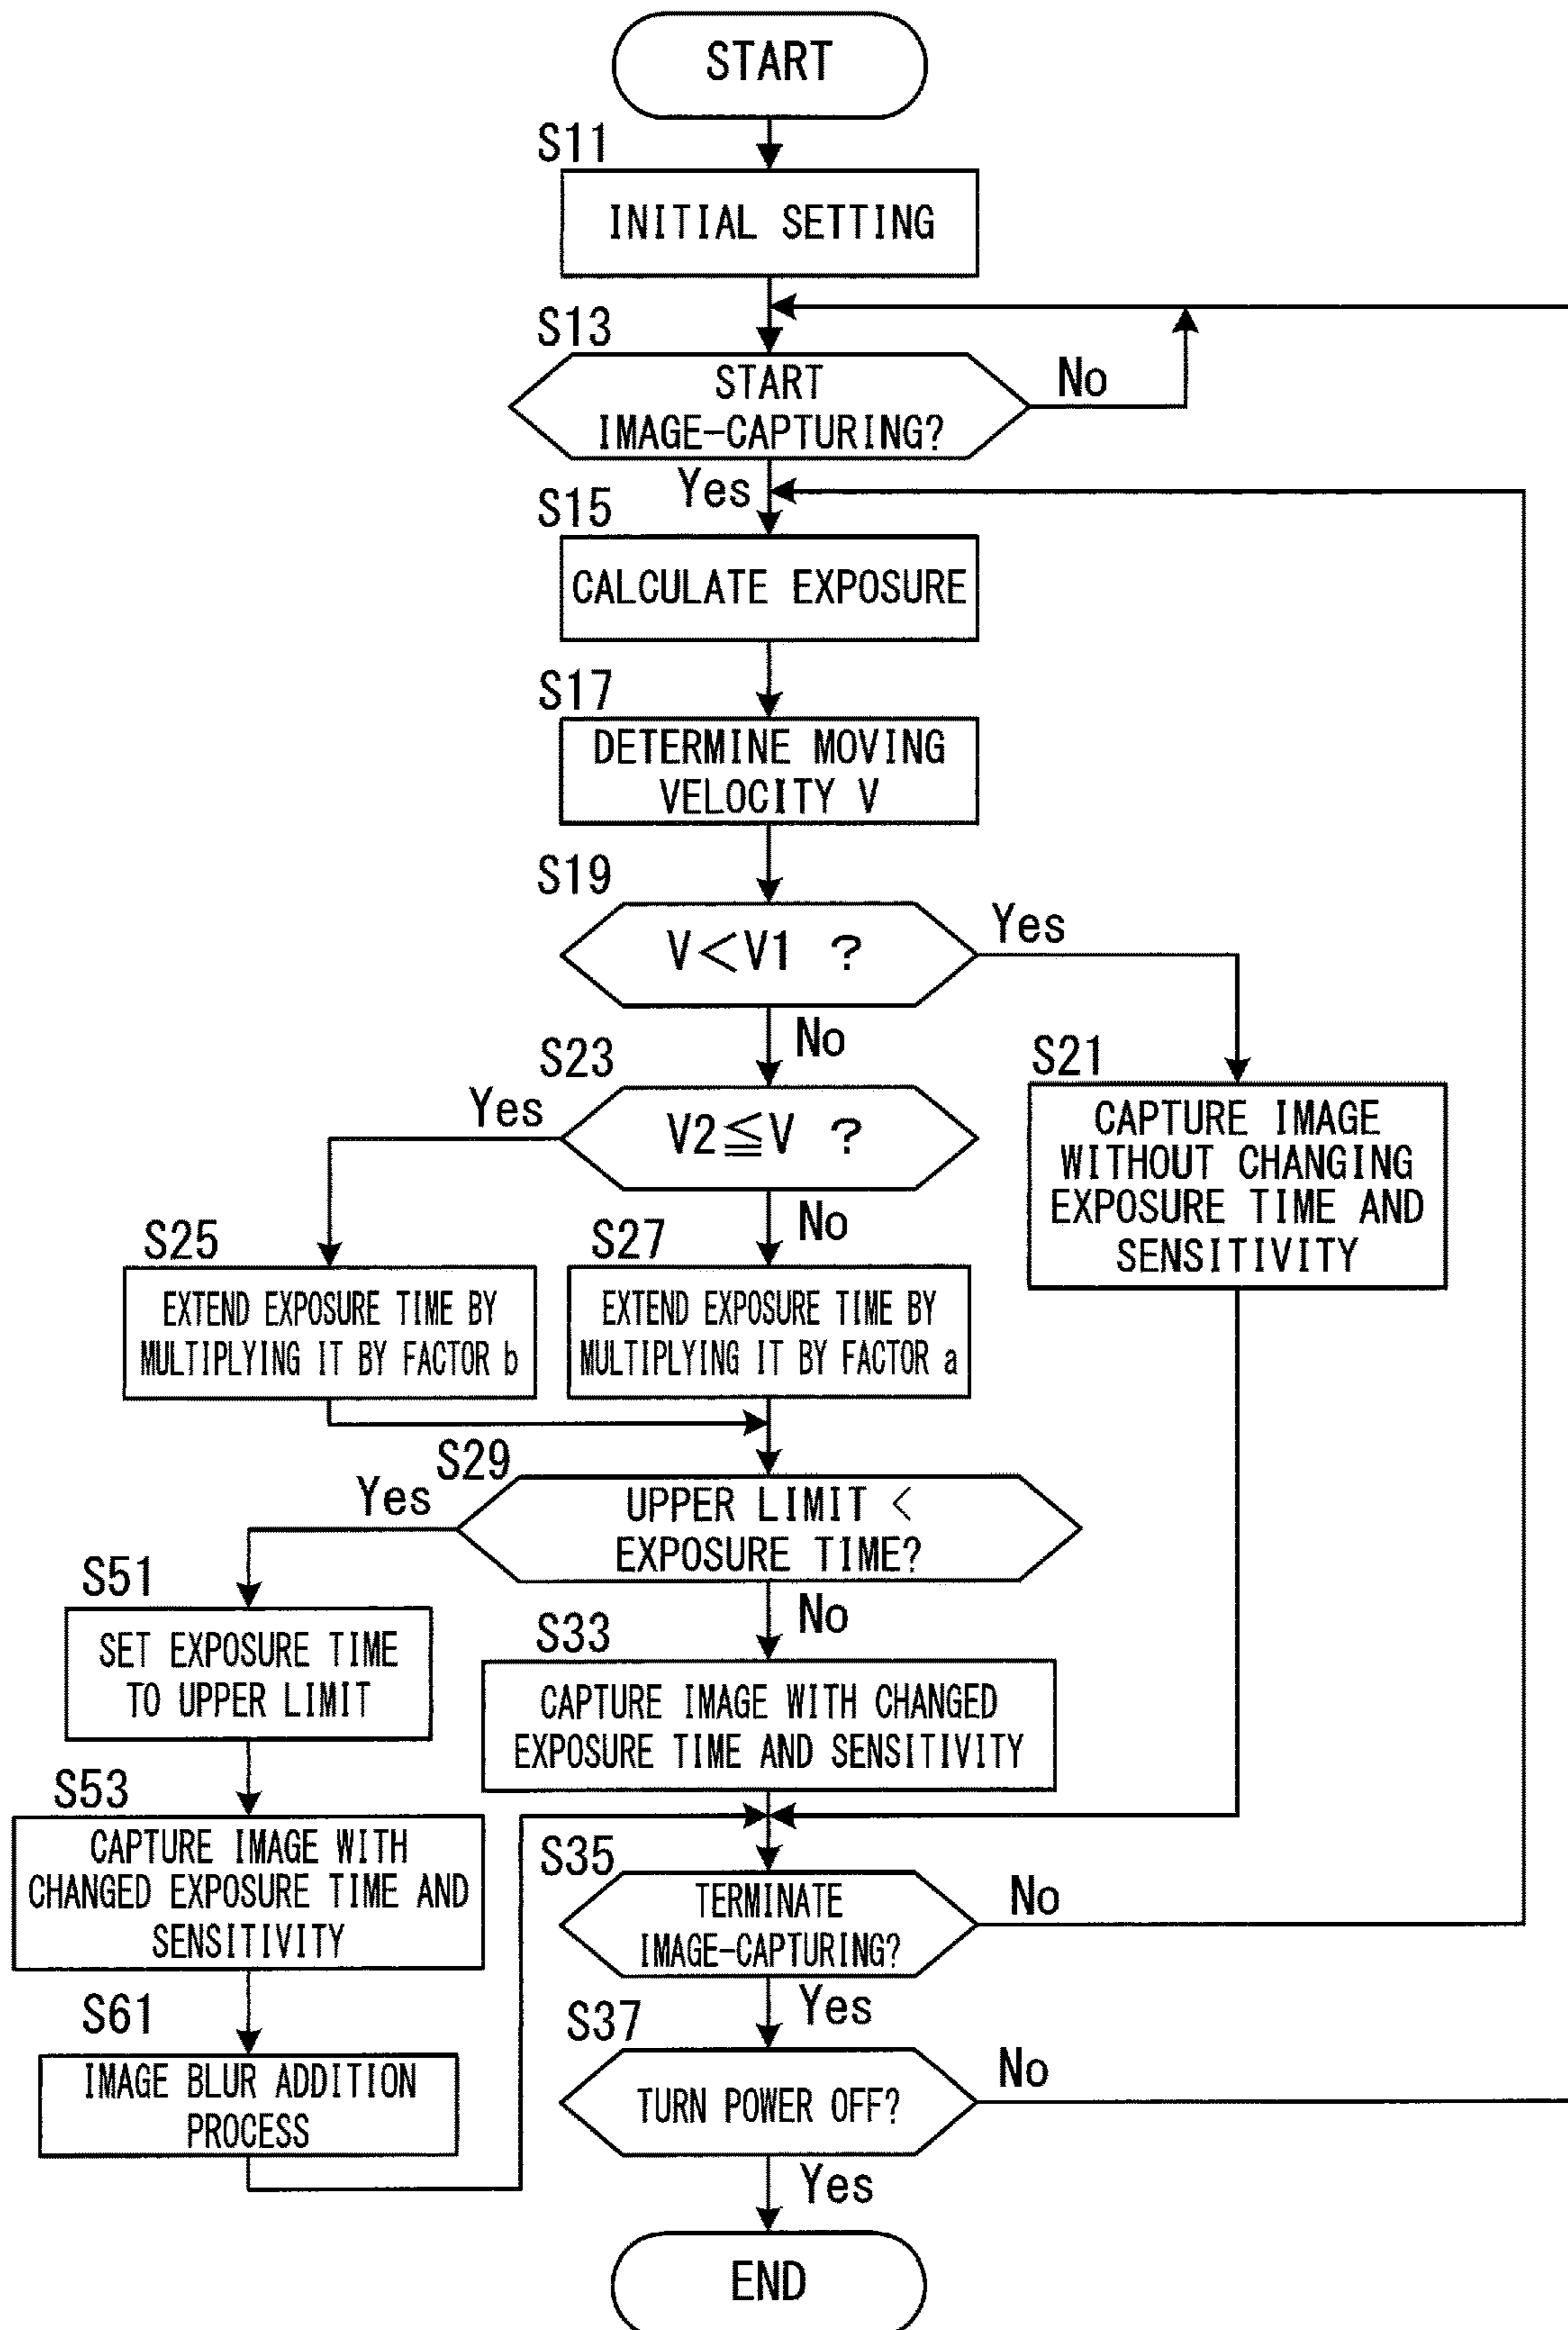 START
S11
INITIAL SETTING
S13
START
IMAGE-CAPTURING?
No
Yes
S15
CALCULATE EXPOSURE
S17
DETERMINE MOVING
VELOCITY V
S19
V<V1 ?
Yes
No
S21
CAPTURE IMAGE
WITHOUT CHANGING
EXPOSURE TIME AND
SENSITIVITY
S23
V2≦V ?
Yes
No
S25
EXTEND EXPOSURE TIME BY
MULTIPLYING IT BY FACTOR b
S27
EXTEND EXPOSURE TIME BY
MULTIPLYING IT BY FACTOR a
S29
UPPER LIMIT <
EXPOSURE TIME?
Yes
No
S51
SET EXPOSURE TIME
TO UPPER LIMIT
S33
CAPTURE IMAGE WITH CHANGED
EXPOSURE TIME AND SENSITIVITY
S53
CAPTURE IMAGE WITH
CHANGED EXPOSURE TIME AND
SENSITIVITY
S35
TERMINATE
IMAGE-CAPTURING?
No
Yes
S61
IMAGE BLUR ADDITION
PROCESS
S37
TURN POWER OFF?
No
Yes
END